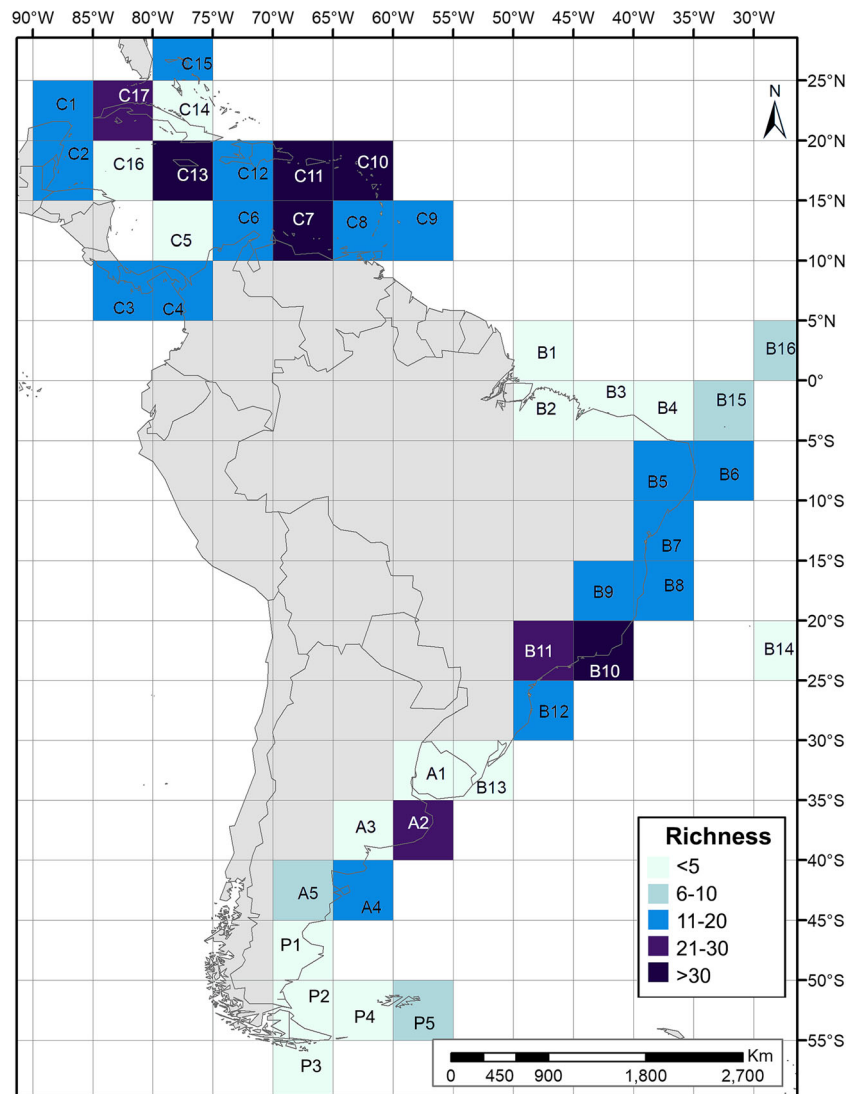 90°W 85°W 80°W 75°W 70°W 65°W 60°W 55°W 50°W 45°W 40°W 35°W 30°W
C15
25°N
C1 C17 C14
N
20°N
C2 C16 C13 C12 C11 C10
15°N
C5 C6 C7 C8 C9
10°N
C3 C4
5°N
B1 B16
0°
B2 B3 B4 B15
5°S
B5 B6
10°S
B7
15°S
B9 B8
20°S
B11 B10 B14
25°S
B12
30°S
A1 B13
35°S
A3 A2
Richness
<5
6-10
11-20
21-30
>30
40°S
A5 A4
45°S
P1
50°S
P2 P4 P5
55°S
P3
Km
0 450 900 1,800 2,700